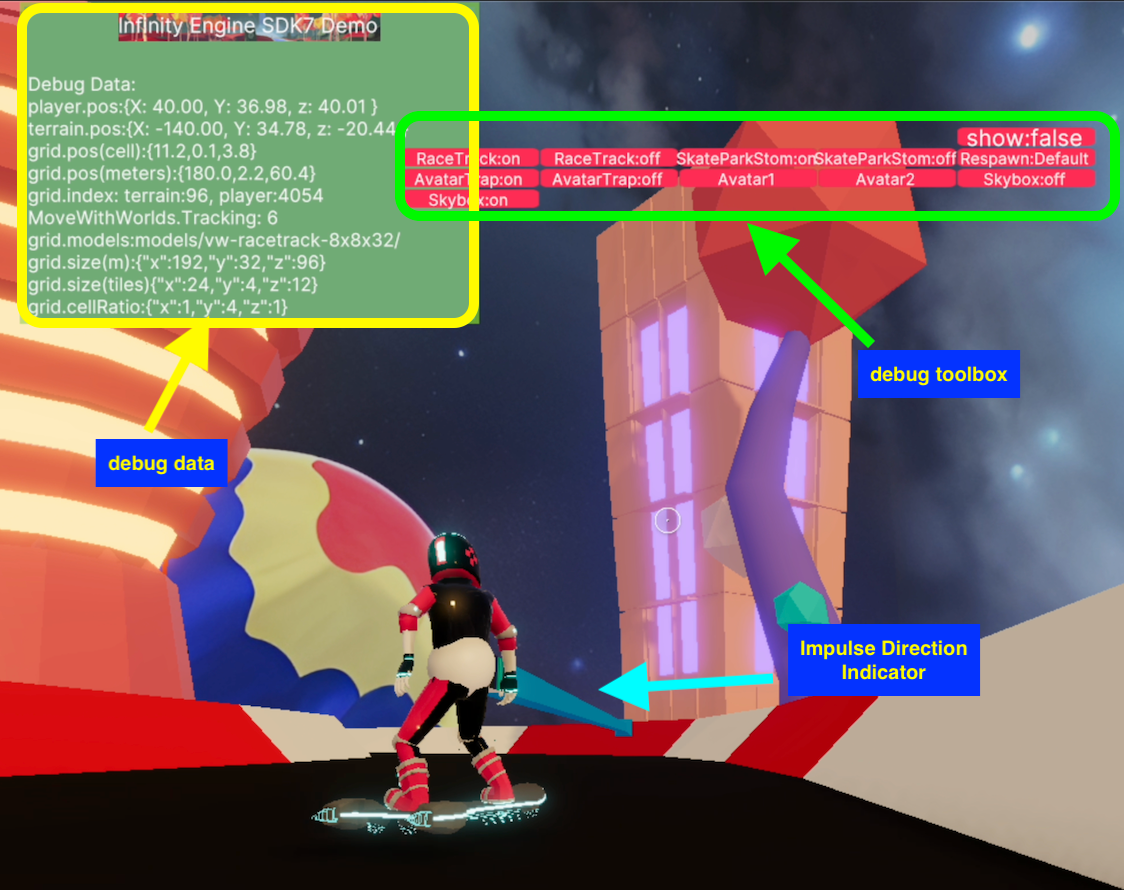 Infinity Engine SDK7 Demo
Debug Data:
player.pos:{X: 40.00, Y: 36.98, z: 40.01 }
terrain.pos:{X: -140.00, Y: 34.78, z: -20.44
grid.pos(cell):{11.2,0.1,3.8}
grid.pos(meters):{180.0,2.2,60.4}
grid.index: terrain:96, player:4054
MoveWithWorlds.Tracking: 6
grid.models:models/vw-racetrack-8x8x32/
grid.size(m):{"x":192,"y":32,"z":96}
grid.size(tiles){"x":24,"y":4,"z":12}
grid.cellRatio:{"x":1,"y":4,"z":1}
show:false
RaceTrack:on RaceTrack:off SkateParkStom:on SkateParkStom:off Respawn:Default
AvatarTrap:on AvatarTrap:off Avatar1 Avatar2 Skybox:off
Skybox:on
debug toolbox
debug data
Impulse Direction
Indicator